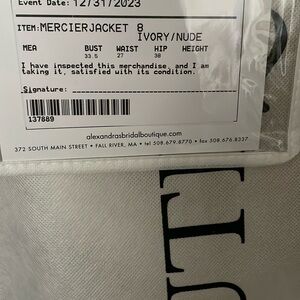 Event Date: 12/31/2023
ITEM: MERCIERJACKET 8
IVORY/NUDE
MEA BUST WAIST HIP HEIGHT
33.5 27 38
I have inspected this merchandise, and I am
taking it, satisfied with its condition.
Signature:
137889
alexandrasbridalboutique.com
372 SOUTH MAIN STREET • FALL RIVER, MA • tel 508.679.8770 • fax 508.676.8337
UTI